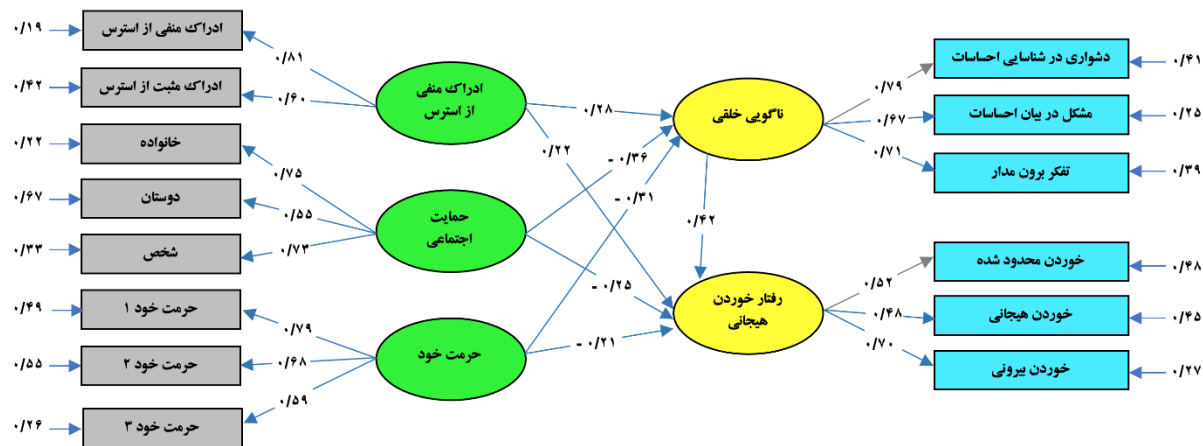 ۰/۱۹
ادراک منفی از استرس
۰/۸۱
۰/۴۲
ادراک مثبت از استرس
۰/۶۰
۰/۲۲
خانواده
۰/۷۵
۰/۶۷
دوستان
۰/۵۵
۰/۳۳
شخص
۰/۷۳
۰/۴۹
حرمت خود ۱
۰/۷۹
۰/۵۵
حرمت خود ۲
۰/۶۸
۰/۲۶
حرمت خود ۳
۰/۵۹
ادراک منفی
از استرس
حمایت
اجتماعی
حرمت خود
۰/۲۸
۰/۲۲
- ۰/۳۶
- ۰/۳۱
- ۰/۲۵
- ۰/۲۱
ناگویی خلقی
۰/۴۲
رفتار خوردن
هیجانی
۰/۷۹
دشواری در شناسایی احساسات
۰/۴۱
۰/۶۷
مشکل در بیان احساسات
۰/۲۵
۰/۷۱
تفکر برون مدار
۰/۳۹
۰/۵۲
خوردن محدود شده
۰/۴۸
۰/۴۸
خوردن هیجانی
۰/۴۵
۰/۷۰
خوردن بیرونی
۰/۲۷